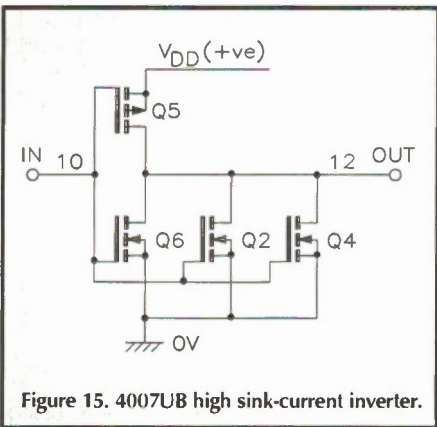 VDD(+ve)
Q5
IN 10 12 OUT
Q6 Q2 Q4
0V
Figure 15. 4007UB high sink-current inverter.